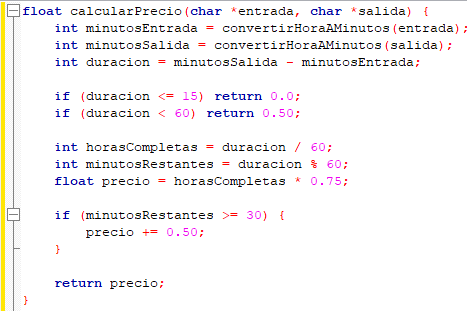 float calcularPrecio(char *entrada, char *salida) {
int minutosEntrada = convertirHoraAMinutos(entrada);
int minutosSalida = convertirHoraAMinutos(salida);
int duracion = minutosSalida - minutosEntrada;
if (duracion <= 15) return 0.0;
if (duracion < 60) return 0.50;
int horasCompletas = duracion / 60;
int minutosRestantes = duracion % 60;
float precio = horasCompletas * 0.75;
if (minutosRestantes >= 30) {
precio += 0.50;
}
return precio;
}